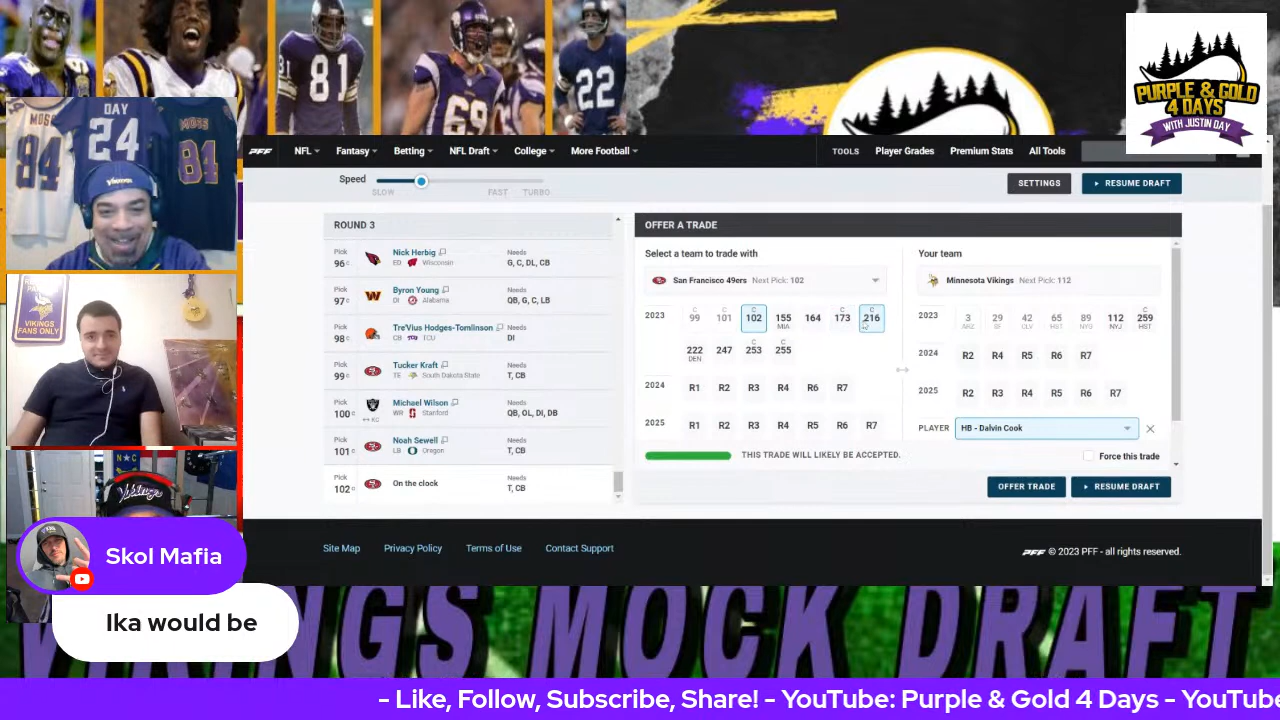 PURPLE & GOLD
4 DAYS
WITH JUSTIN DAY
81
69
22
MOSS
84
DAY
24
MOSS
84
VIKINGS
FANS ONLY
VIKINGS
Vikings
PFF
NFL
Fantasy
Betting
NFL Draft
College
More Football
TOOLS
Player Grades
Premium Stats
All Tools
Speed
SLOW
FAST
TURBO
SETTINGS
RESUME DRAFT
ROUND 3
Pick 96 Nick Herbig ED Wisconsin Needs G, C, DL, CB
Pick 97 Byron Young DI Alabama Needs QB, G, C, LB
Pick 98 Tre'Vius Hodges-Tomlinson CB TCU Needs DI
Pick 99 Tucker Kraft TE South Dakota State Needs T, CB
Pick 100 Michael Wilson WR Stanford Needs QB, OL, DI, DB
Pick 101 Noah Sewell LB Oregon Needs T, CB
Pick 102 On the clock Needs T, CB
OFFER A TRADE
Select a team to trade with
San Francisco 49ers Next Pick: 102
2023 99 101 102 155 MIA 164 173 216
222 DEN 247 253 255
2024 R1 R2 R3 R4 R6 R7
2025 R1 R2 R3 R4 R5 R6 R7
THIS TRADE WILL LIKELY BE ACCEPTED.
Your team
Minnesota Vikings Next Pick: 112
2023 3 ARZ 29 SF 42 CLV 65 HST 89 NYG 112 NYJ 259 HST
2024 R2 R4 R5 R6 R7
2025 R2 R3 R4 R5 R6 R7
PLAYER HB - Dalvin Cook
Force this trade
OFFER TRADE
RESUME DRAFT
Site Map
Privacy Policy
Terms of Use
Contact Support
PFF © 2023 PFF - all rights reserved.
Skol Mafia
Ika would be
VIKINGS MOCK DRAFT
- Like, Follow, Subscribe, Share! - YouTube: Purple & Gold 4 Days - YouTube